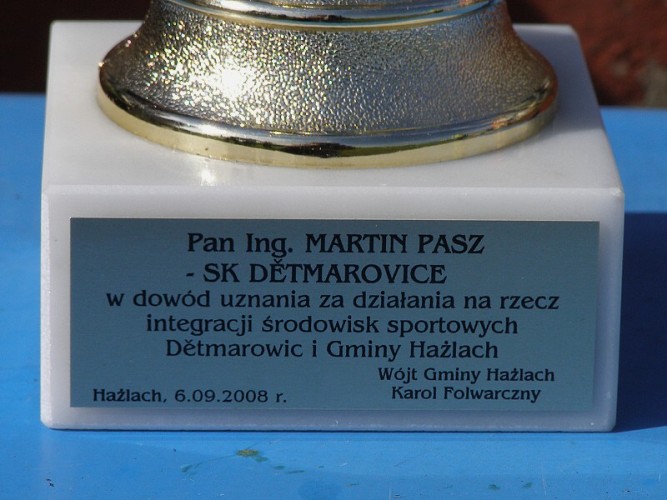 Pan Ing. MARTIN PASZ
- SK DĚTMAROVICE
w dowód uznania za działania na rzecz
integracji środowisk sportowych
Dětmarowic i Gminy Hażlach
Wójt Gminy Hażlach
Hażlach, 6.09.2008 r. Karol Folwarczny